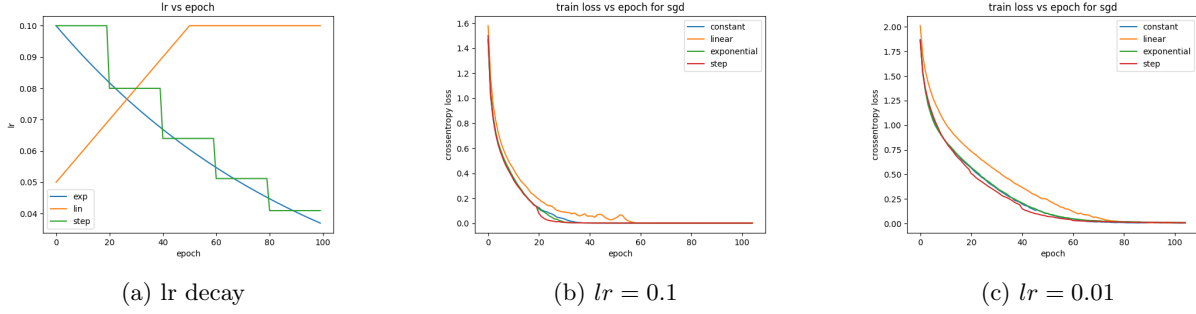 lr vs epoch
0.10
0.09
0.08
0.07
0.06
0.05
0.04
lr
exp
lin
step
0
20
40
60
80
100
epoch
(a) lr decay
train loss vs epoch for sgd
1.6
1.4
1.2
1.0
0.8
0.6
0.4
0.2
0.0
crossentropy loss
constant
linear
exponential
step
0
20
40
60
80
100
epoch
(b) lr = 0.1
train loss vs epoch for sgd
2.00
1.75
1.50
1.25
1.00
0.75
0.50
0.25
0.00
crossentropy loss
constant
linear
exponential
step
0
20
40
60
80
100
epoch
(c) lr = 0.01